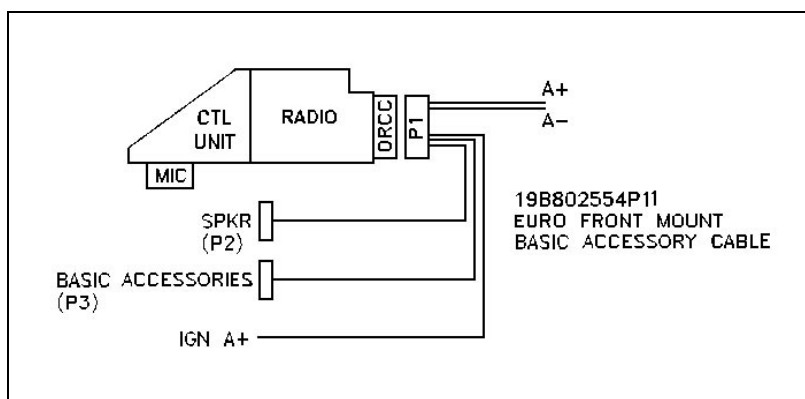 A+
A-
CTL
UNIT
RADIO
ORCC
P1
MIC
19B802554P11
EURO FRONT MOUNT
BASIC ACCESSORY CABLE
SPKR
(P2)
BASIC ACCESSORIES
(P3)
IGN A+